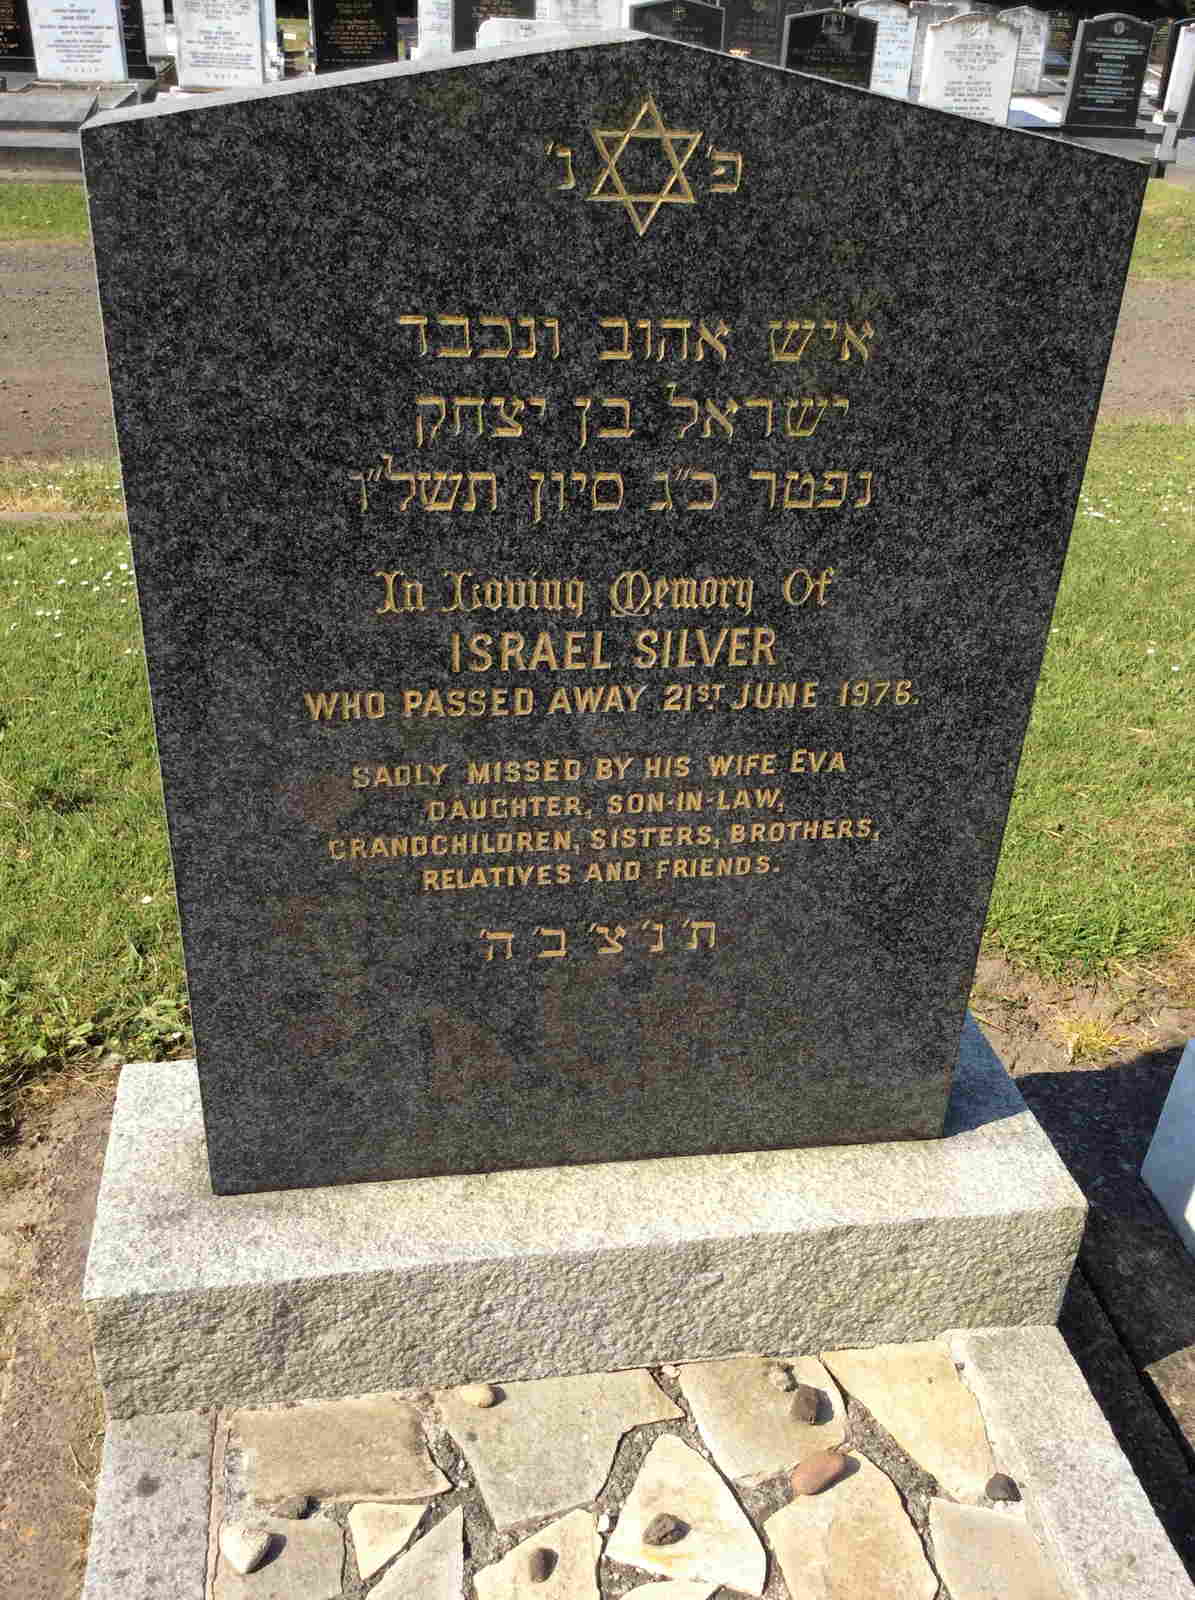 פ' נ'
איש אהוב ונכבד
ישראל בן יצחק
נפטר כ"ג סיון תשל"ו
In Loving Memory Of
ISRAEL SILVER
WHO PASSED AWAY 21ST. JUNE 1976.
SADLY MISSED BY HIS WIFE EVA
DAUGHTER, SON-IN-LAW,
GRANDCHILDREN, SISTERS, BROTHERS,
RELATIVES AND FRIENDS.
ת' נ' צ' ב' ה'